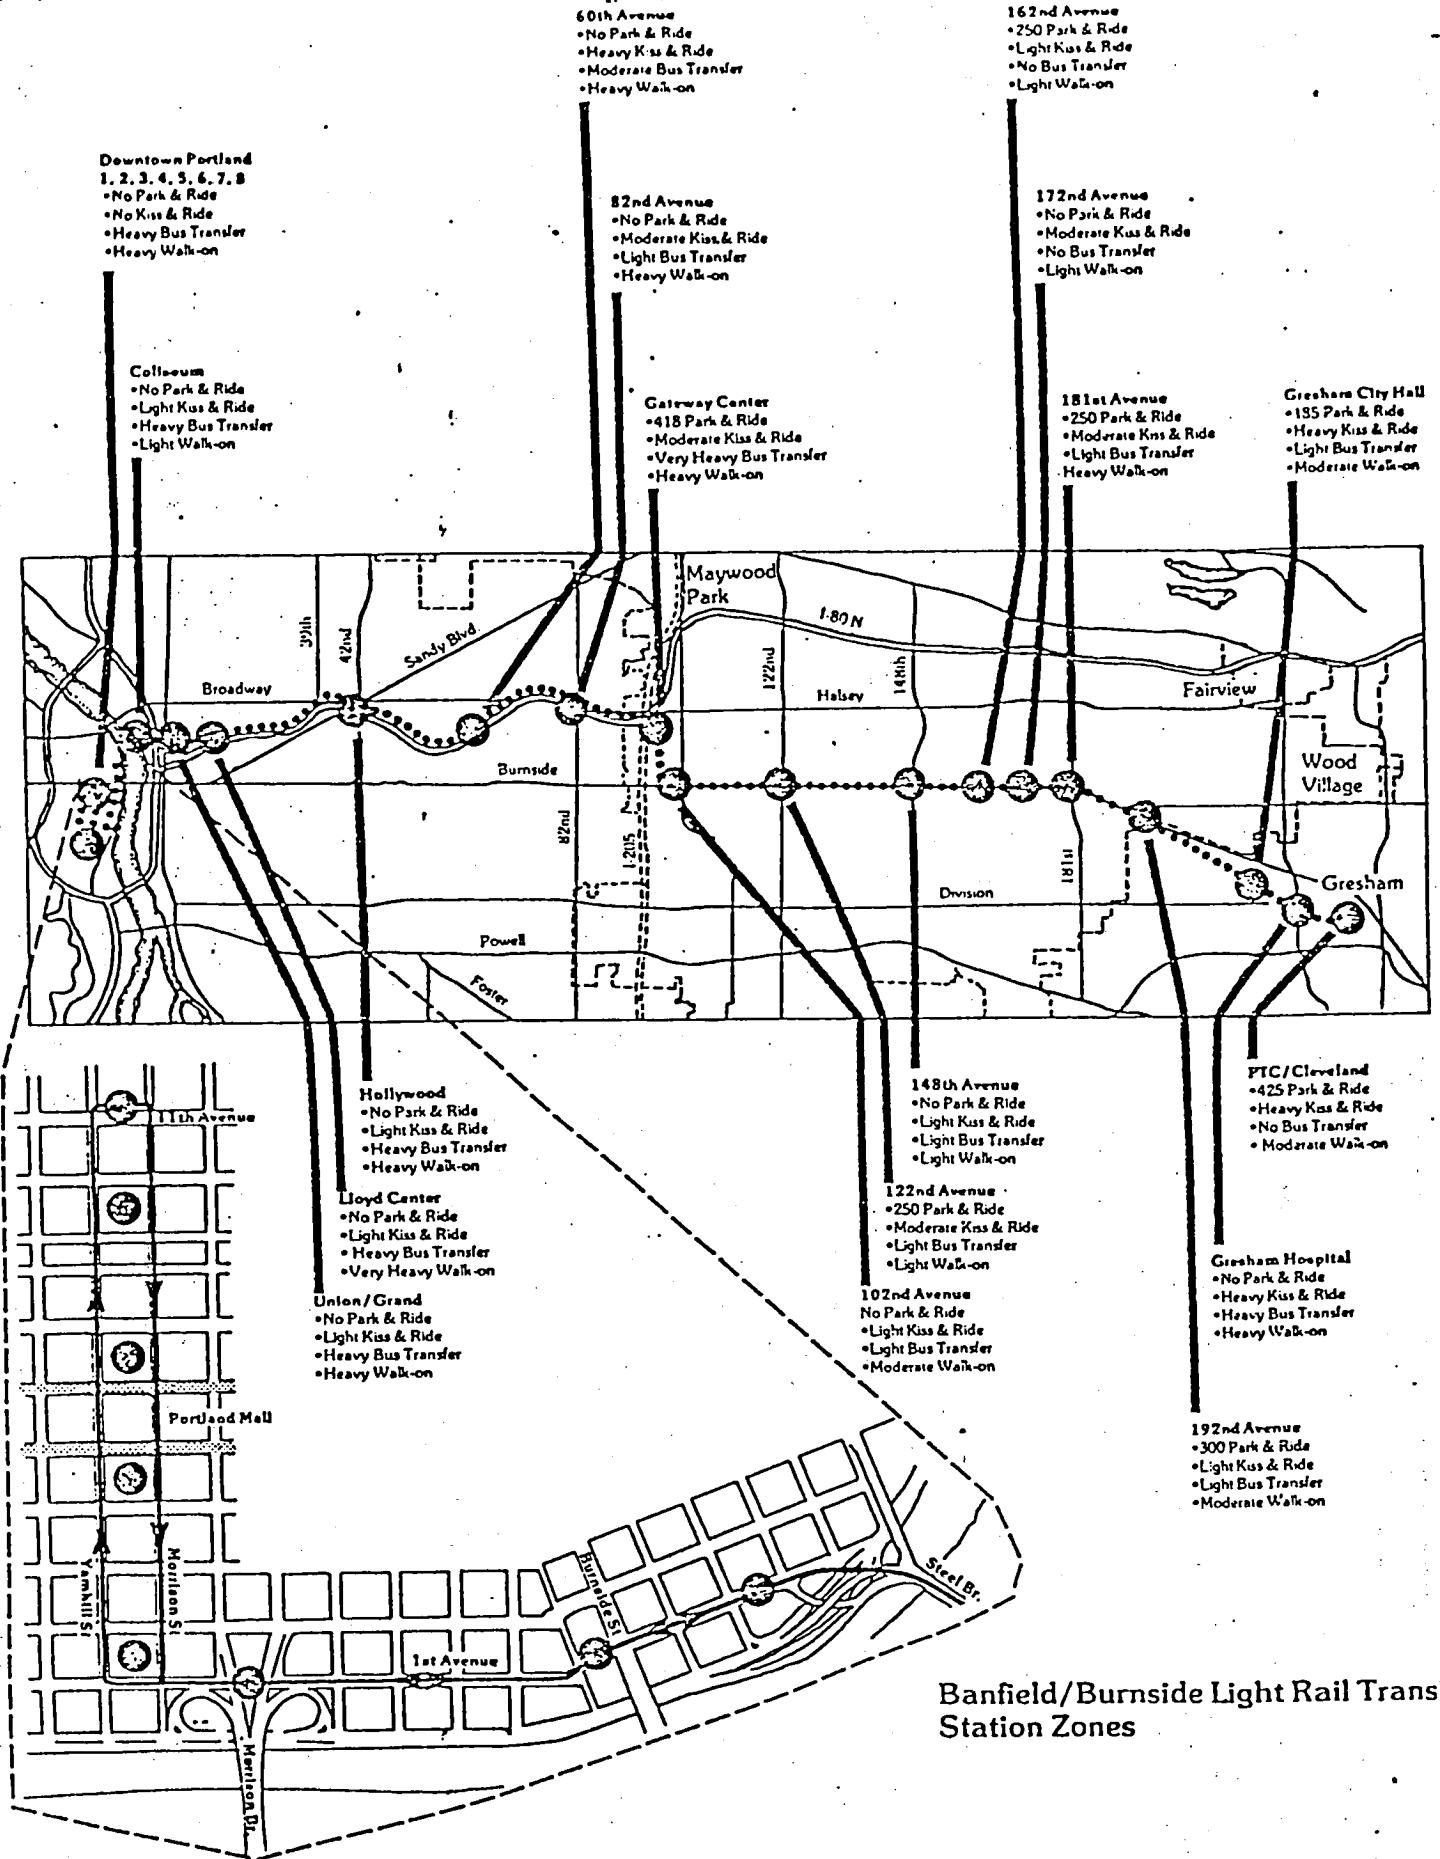 60th Avenue
•No Park & Ride
•Heavy Kiss & Ride
•Moderate Bus Transfer
•Heavy Walk-on
162nd Avenue
•250 Park & Ride
•Light Kiss & Ride
•No Bus Transfer
•Light Walk-on
Downtown Portland
1, 2, 3, 4, 5, 6, 7, 8
•No Park & Ride
•No Kiss & Ride
•Heavy Bus Transfer
•Heavy Walk-on
82nd Avenue
•No Park & Ride
•Moderate Kiss & Ride
•Light Bus Transfer
•Heavy Walk-on
172nd Avenue
•No Park & Ride
•Moderate Kiss & Ride
•No Bus Transfer
•Light Walk-on
Coliseum
•No Park & Ride
•Light Kiss & Ride
•Heavy Bus Transfer
•Light Walk-on
Gateway Center
•418 Park & Ride
•Moderate Kiss & Ride
•Very Heavy Bus Transfer
•Heavy Walk-on
181st Avenue
•250 Park & Ride
•Moderate Kiss & Ride
•Light Bus Transfer
Heavy Walk-on
Gresham City Hall
•185 Park & Ride
•Heavy Kiss & Ride
•Light Bus Transfer
•Moderate Walk-on
Maywood
Park
I-80 N
39th
42nd
Sandy Blvd.
122nd
148th
Broadway
Halsey
Fairview
Burnside
Wood
Village
82nd
I-205
181st
Division
Gresham
Powell
Foster
Hollywood
•No Park & Ride
•Light Kiss & Ride
•Heavy Bus Transfer
•Heavy Walk-on
148th Avenue
•No Park & Ride
•Light Kiss & Ride
•Light Bus Transfer
•Light Walk-on
PTC/Cleveland
•425 Park & Ride
•Heavy Kiss & Ride
•No Bus Transfer
•Moderate Walk-on
11th Avenue
Lloyd Center
•No Park & Ride
•Light Kiss & Ride
•Heavy Bus Transfer
•Very Heavy Walk-on
122nd Avenue
•250 Park & Ride
•Moderate Kiss & Ride
•Light Bus Transfer
•Light Walk-on
Gresham Hospital
•No Park & Ride
•Heavy Kiss & Ride
•Heavy Bus Transfer
•Heavy Walk-on
Union/Grand
•No Park & Ride
•Light Kiss & Ride
•Heavy Bus Transfer
•Heavy Walk-on
102nd Avenue
No Park & Ride
•Light Kiss & Ride
•Light Bus Transfer
•Moderate Walk-on
Portland Mall
192nd Avenue
•300 Park & Ride
•Light Kiss & Ride
•Light Bus Transfer
•Moderate Walk-on
Yamhill St
Morrison St
Burnside St
Steel Br.
1st Avenue
Morrison Br.
Banfield/Burnside Light Rail Trans
Station Zones